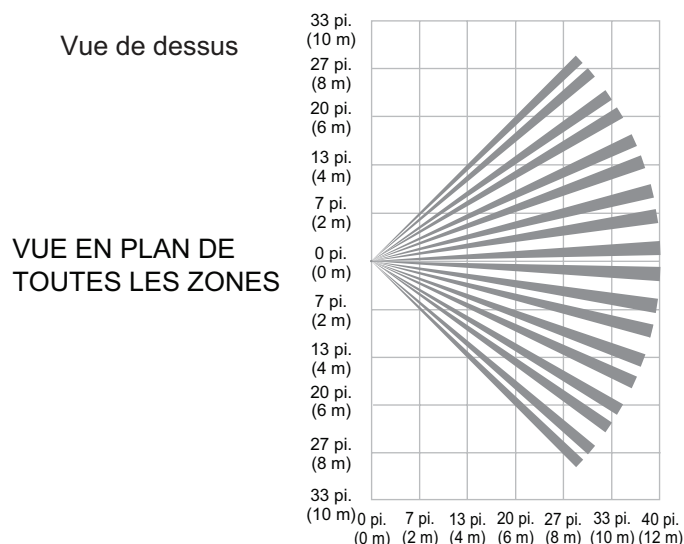 Vue de dessus
VUE EN PLAN DE
TOUTES LES ZONES
33 pi.
(10 m)
27 pi.
(8 m)
20 pi.
(6 m)
13 pi.
(4 m)
7 pi.
(2 m)
0 pi.
(0 m)
7 pi.
(2 m)
13 pi.
(4 m)
20 pi.
(6 m)
27 pi.
(8 m)
33 pi.
(10 m)
0 pi. 7 pi. 13 pi. 20 pi. 27 pi. 33 pi. 40 pi.
(0 m) (2 m) (4 m) (6 m) (8 m) (10 m) (12 m)